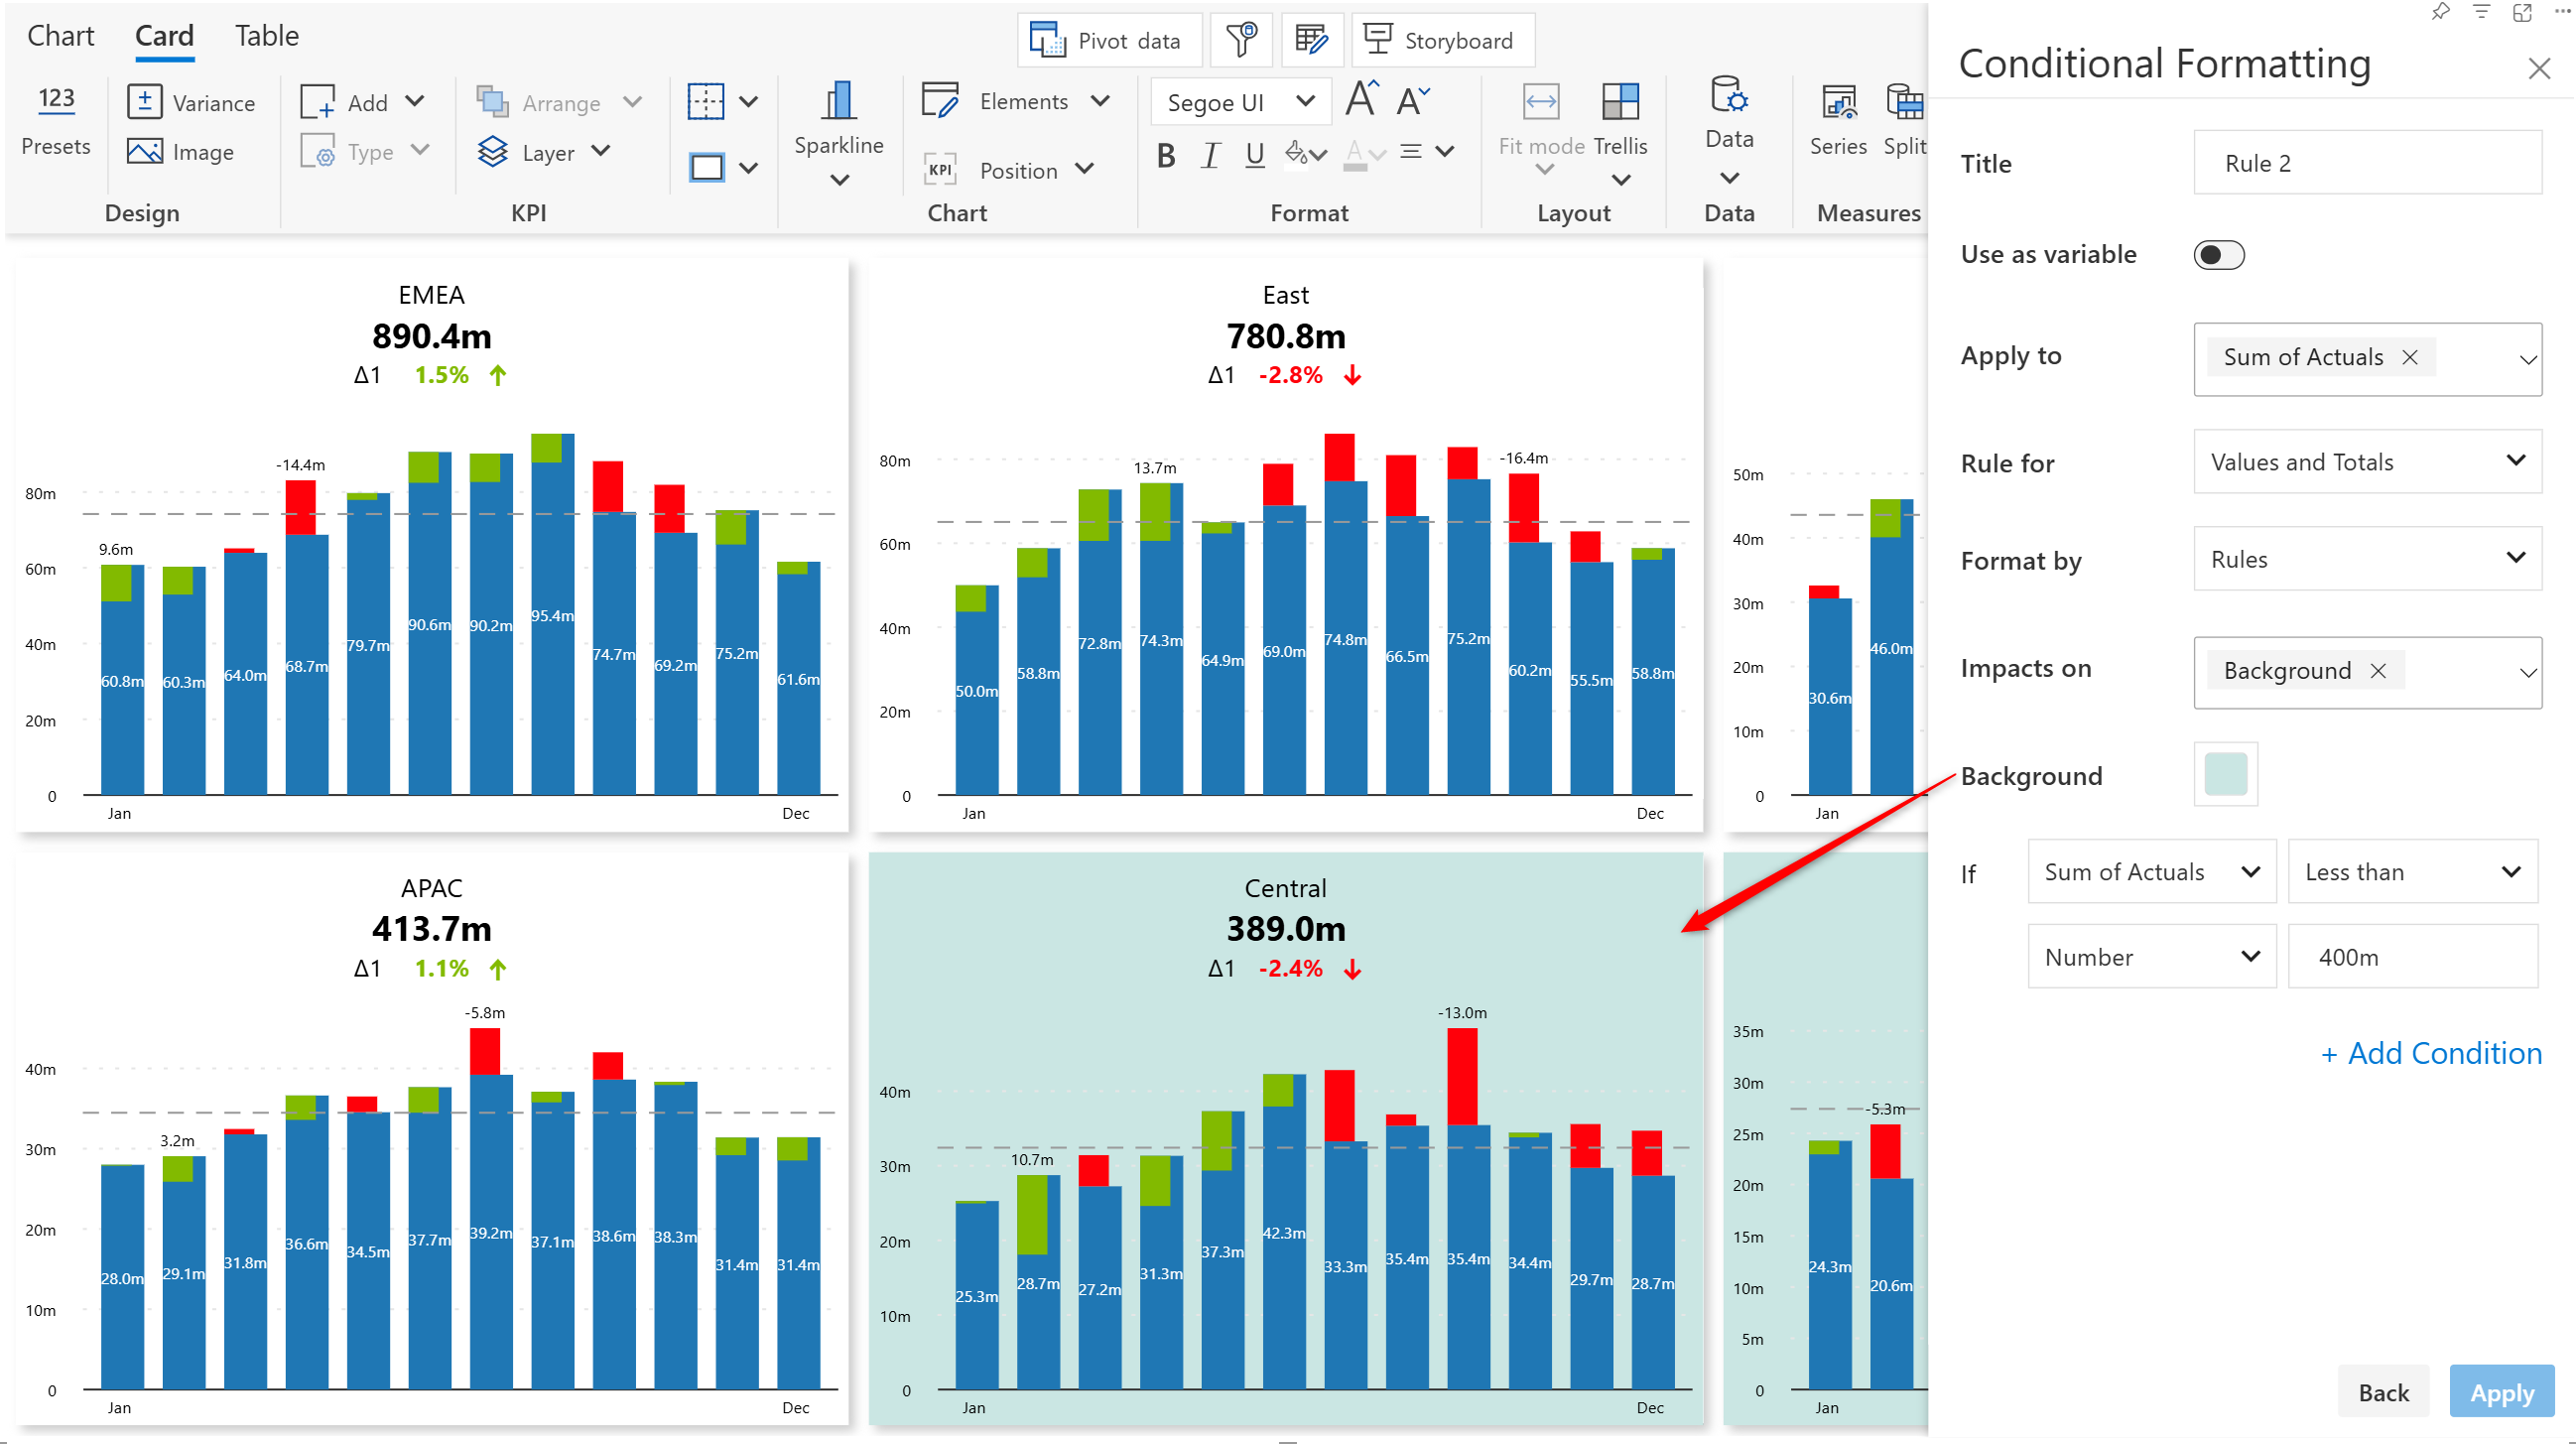 Chart Card Table
Pivot data Storyboard
Conditional Formatting
123
Presets
Variance
Image
Design
Add
Type
Arrange
Layer
KPI
Sparkline
Elements
KPI Position
Chart
Segoe UI A A
B I U A
Format
Fit mode Trellis
Layout
Data
Data
Series Split
Measures
Title Rule 2
Use as variable
Apply to Sum of Actuals
Rule for Values and Totals
Format by Rules
Impacts on Background
Background
If Sum of Actuals Less than
Number 400m
+ Add Condition
Back Apply
EMEA
890.4m
Δ1 1.5%
80m
60m
40m
20m
0
9.6m
-14.4m
60.8m 60.3m 64.0m 68.7m 79.7m 90.6m 90.2m 95.4m 74.7m 69.2m 75.2m 61.6m
Jan Dec
East
780.8m
Δ1 -2.8%
80m
60m
40m
20m
0
13.7m
-16.4m
50.0m 58.8m 72.8m 74.3m 64.9m 69.0m 74.8m 66.5m 75.2m 60.2m 55.5m 58.8m
Jan Dec
50m
40m
30m
20m
10m
0
30.6m 46.0m
Jan
APAC
413.7m
Δ1 1.1%
40m
30m
20m
10m
0
3.2m
-5.8m
28.0m 29.1m 31.8m 36.6m 34.5m 37.7m 39.2m 37.1m 38.6m 38.3m 31.4m 31.4m
Jan Dec
Central
389.0m
Δ1 -2.4%
40m
30m
20m
10m
0
10.7m
-13.0m
25.3m 28.7m 27.2m 31.3m 37.3m 42.3m 33.3m 35.4m 35.4m 34.4m 29.7m 28.7m
Jan Dec
35m
30m
25m
20m
15m
10m
5m
0
-5.3m
24.3m 20.6m
Jan